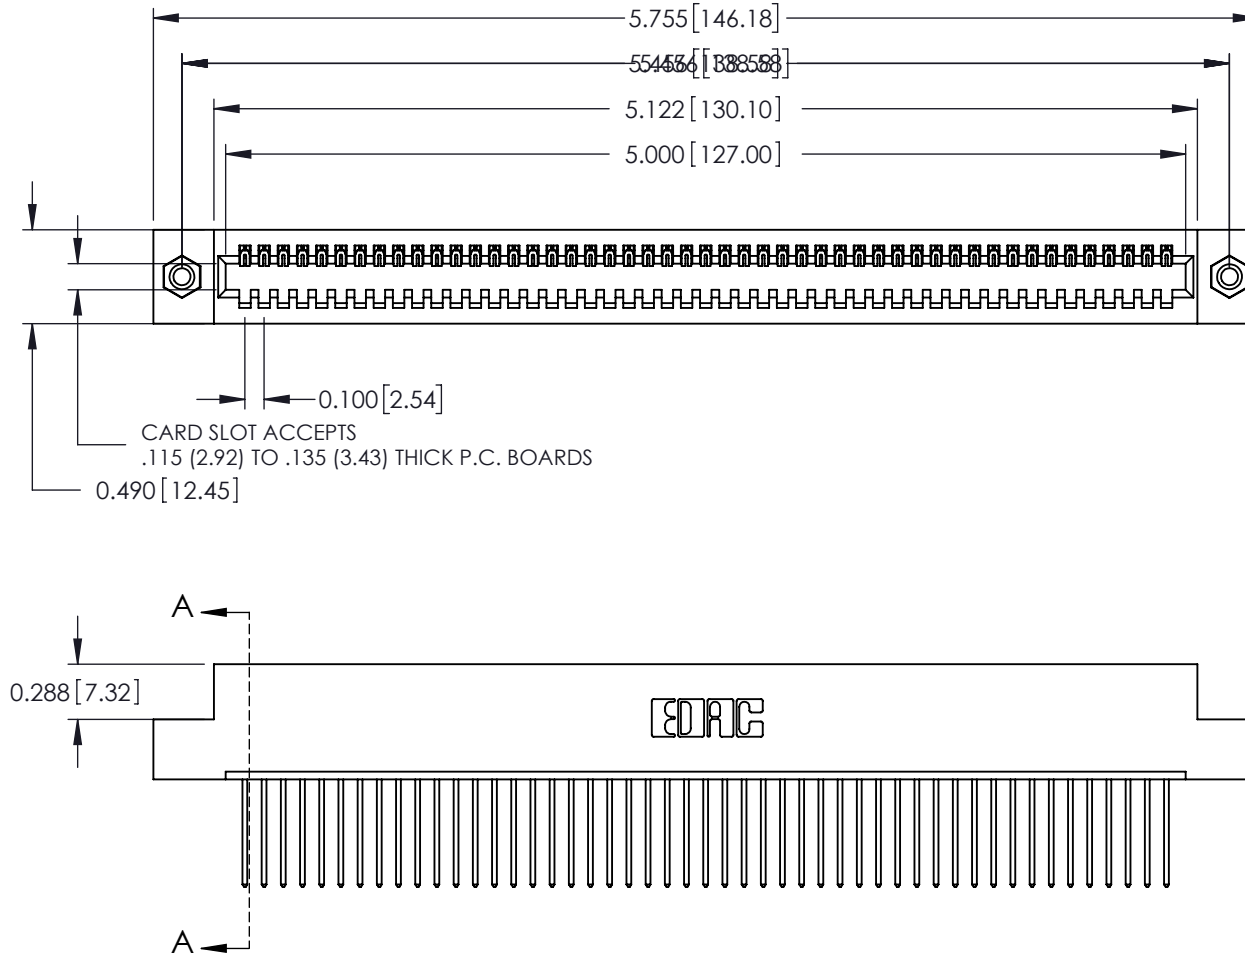 5.755 [146.18]
5.122 [130.10]
5.000 [127.00]
0.100 [2.54]
CARD SLOT ACCEPTS
.115 (2.92) TO .135 (3.43) THICK P.C. BOARDS
0.490 [12.45]
A
0.288 [7.32]
EDAC
A